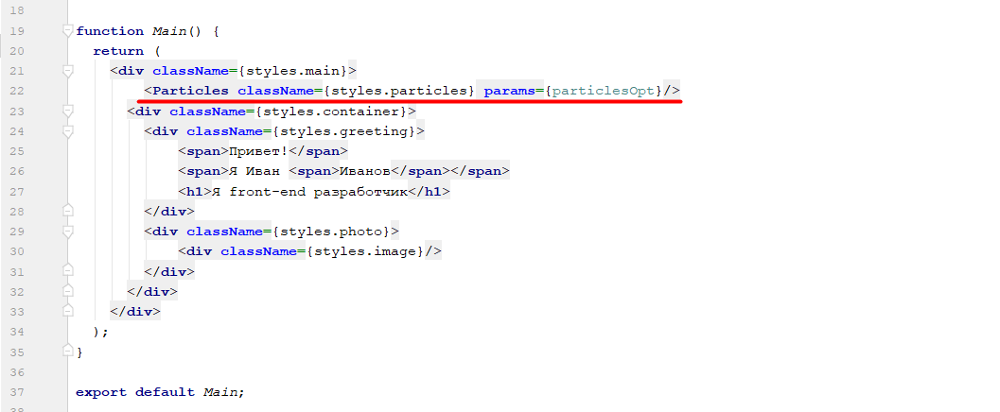 18
19 function Main() {
20 return (
21 <div className={styles.main}>
22 <Particles className={styles.particles} params={particlesOpt}/>
23 <div className={styles.container}>
24 <div className={styles.greeting}>
25 <span>Привет!</span>
26 <span>Я Иван <span>Иванов</span></span>
27 <h1>Я front-end разработчик</h1>
28 </div>
29 <div className={styles.photo}>
30 <div className={styles.image}/>
31 </div>
32 </div>
33 </div>
34 );
35 }
36
37 export default Main;
38